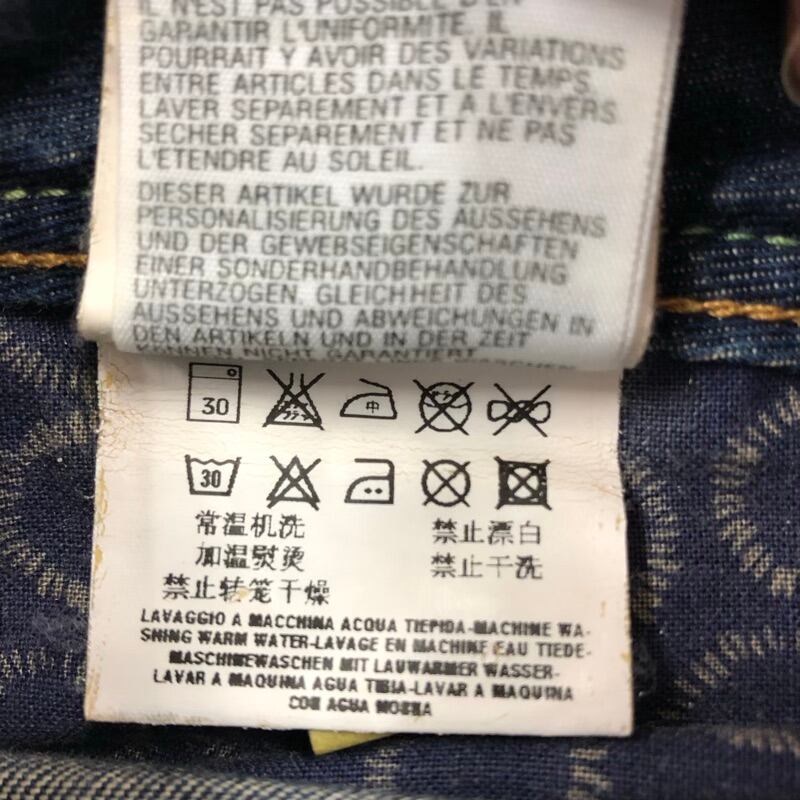 IL N'EST PAS POSSIBLE D'EN
GARANTIR L'UNIFORMITE. IL
POURRAIT Y AVOIR DES VARIATIONS
ENTRE ARTICLES DANS LE TEMPS.
LAVER SEPAREMENT ET A L'ENVERS
SECHER SEPAREMENT ET NE PAS
L'ETENDRE AU SOLEIL.
DIESER ARTIKEL WURDE ZUR
PERSONALISIERUNG DES AUSSEHENS
UND DER GEWEBSEIGENSCHAFTEN
EINER SONDERHANDBEHANDLUNG
UNTERZOGEN GLEICHHEIT DES
AUSSEHENS UND ABWEICHUNGEN IN
DEN ARTIKELN UND IN DER ZEIT
KÖNNEN NICHT GARANTIERT
30 中
30
常温机洗 禁止漂白
加温熨烫 禁止干洗
禁止转笼干燥
LAVAGGIO A MACCHINA ACQUA TIEPIDA-MACHINE WA-
SHING WARM WATER-LAVAGE EN MACHINE EAU TIEDE-
MASCHINEWASCHEN MIT LAUWARMER WASSER-
LAVAR A MAQUINA AGUA TIBIA-LAVAR A MAQUINA
CON AGUA MORNA